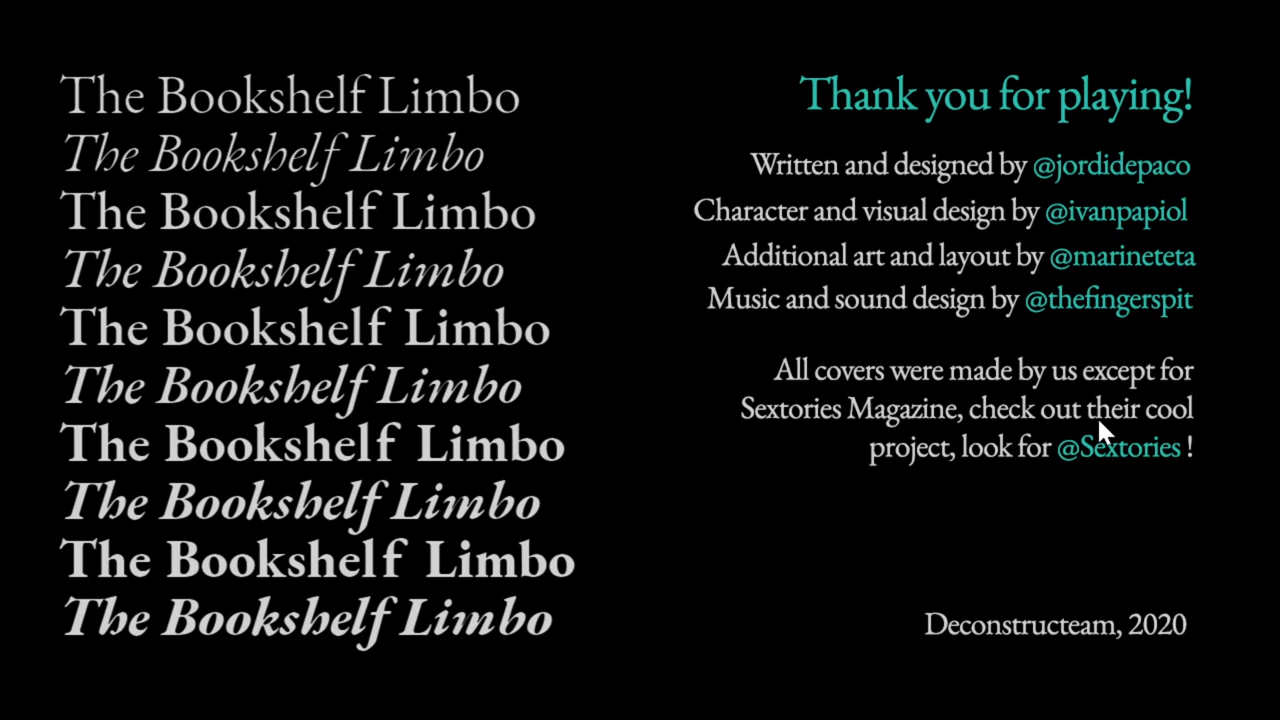 The Bookshelf Limbo
The Bookshelf Limbo
The Bookshelf Limbo
The Bookshelf Limbo
The Bookshelf Limbo
The Bookshelf Limbo
The Bookshelf Limbo
The Bookshelf Limbo
The Bookshelf Limbo
The Bookshelf Limbo
Thank you for playing!
Written and designed by @jordidepaco
Character and visual design by @ivanpapiol
Additional art and layout by @marineteta
Music and sound design by @thefingerspit
All covers were made by us except for
Sextories Magazine, check out their cool
project, look for @Sextories !
Deconstructeam, 2020